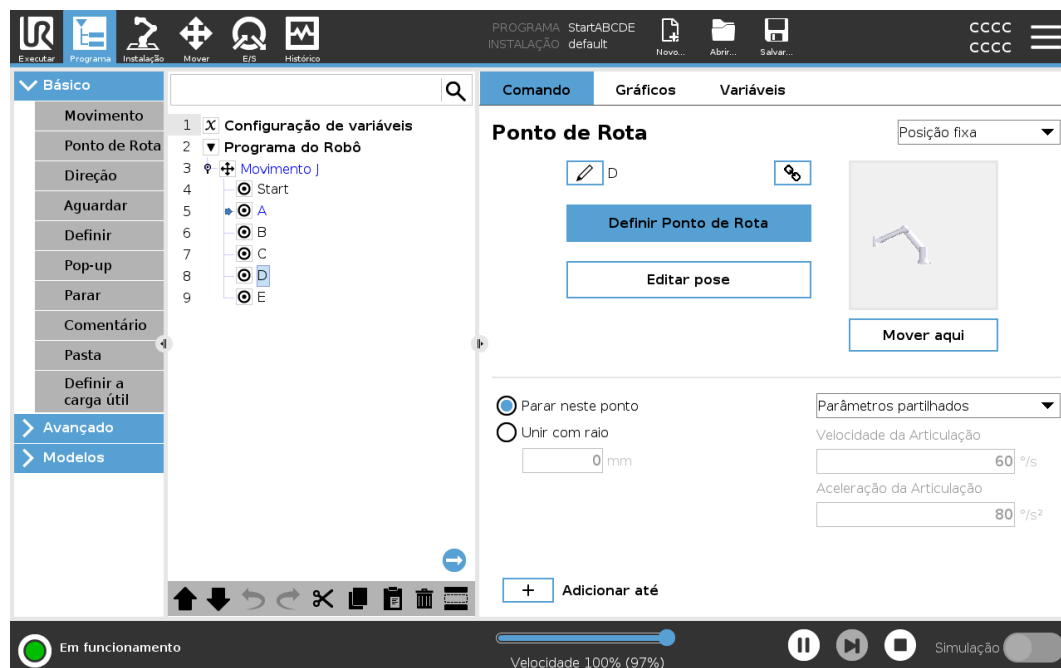 UR
Executar
Programa
Instalação
Mover
E/S
Histórico
PROGRAMA StartABCDE
INSTALAÇÃO default
Novo...
Abrir...
Salvar...
CCCC
CCCC
Básico
Movimento
Ponto de Rota
Direção
Aguardar
Definir
Pop-up
Parar
Comentário
Pasta
Definir a
carga útil
Avançado
Modelos
1 X Configuração de variáveis
2 Programa do Robô
3 Movimento J
4 Start
5 A
6 B
7 C
8 D
9 E
Comando
Gráficos
Variáveis
Ponto de Rota
Posição fixa
D
Definir Ponto de Rota
Editar pose
Mover aqui
Parar neste ponto
Unir com raio
0 mm
Parâmetros partilhados
Velocidade da Articulação
60 °/s
Aceleração da Articulação
80 °/s²
+ Adicionar até
Em funcionamento
Velocidade 100% (97%)
Simulação